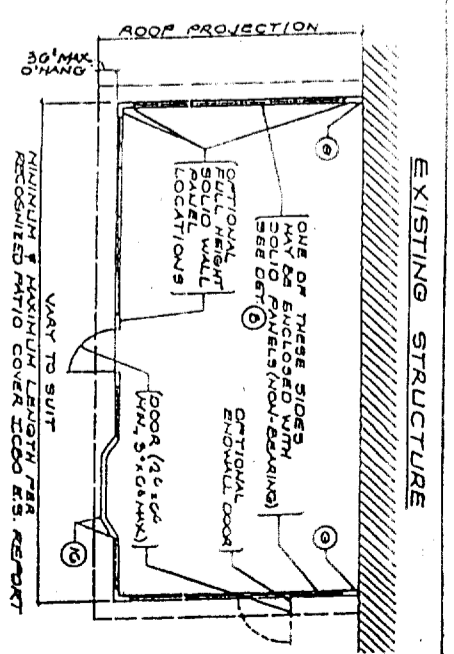 EXISTING STRUCTURE
ROOF PROJECTION
MAX
O'HANG
G
G
ONE OF THESE SIDES
MAY BE ENCLOSED WITH
SOLID PANELS (NON-BEARING)
SEE DET. B
OPTIONAL
FULL HEIGHT
SOLID WALL
PANEL
LOCATIONS
OPTIONAL
ENDWALL DOOR
DOOR
MIN,
VARY TO SUIT
MINIMUM & MAXIMUM LENGTH PER
RECOGNIZED PATIO COVER ICBO E.S. REPORT